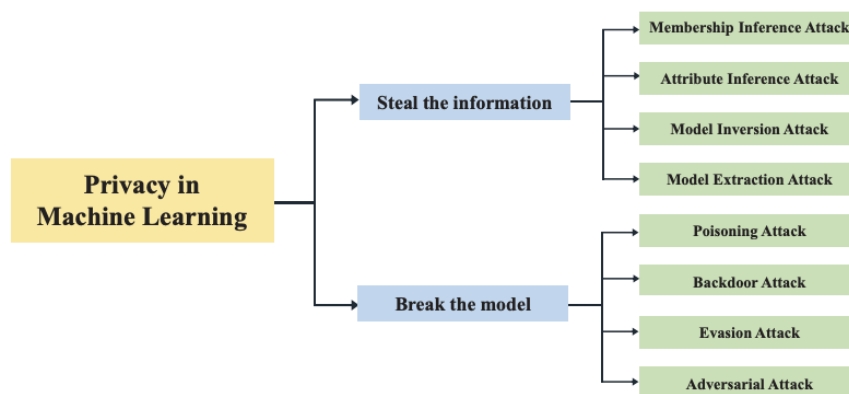 Membership Inference Attack
Attribute Inference Attack
Steal the information
Model Inversion Attack
Model Extraction Attack
Privacy in
Machine Learning
Poisoning Attack
Backdoor Attack
Break the model
Evasion Attack
Adversarial Attack